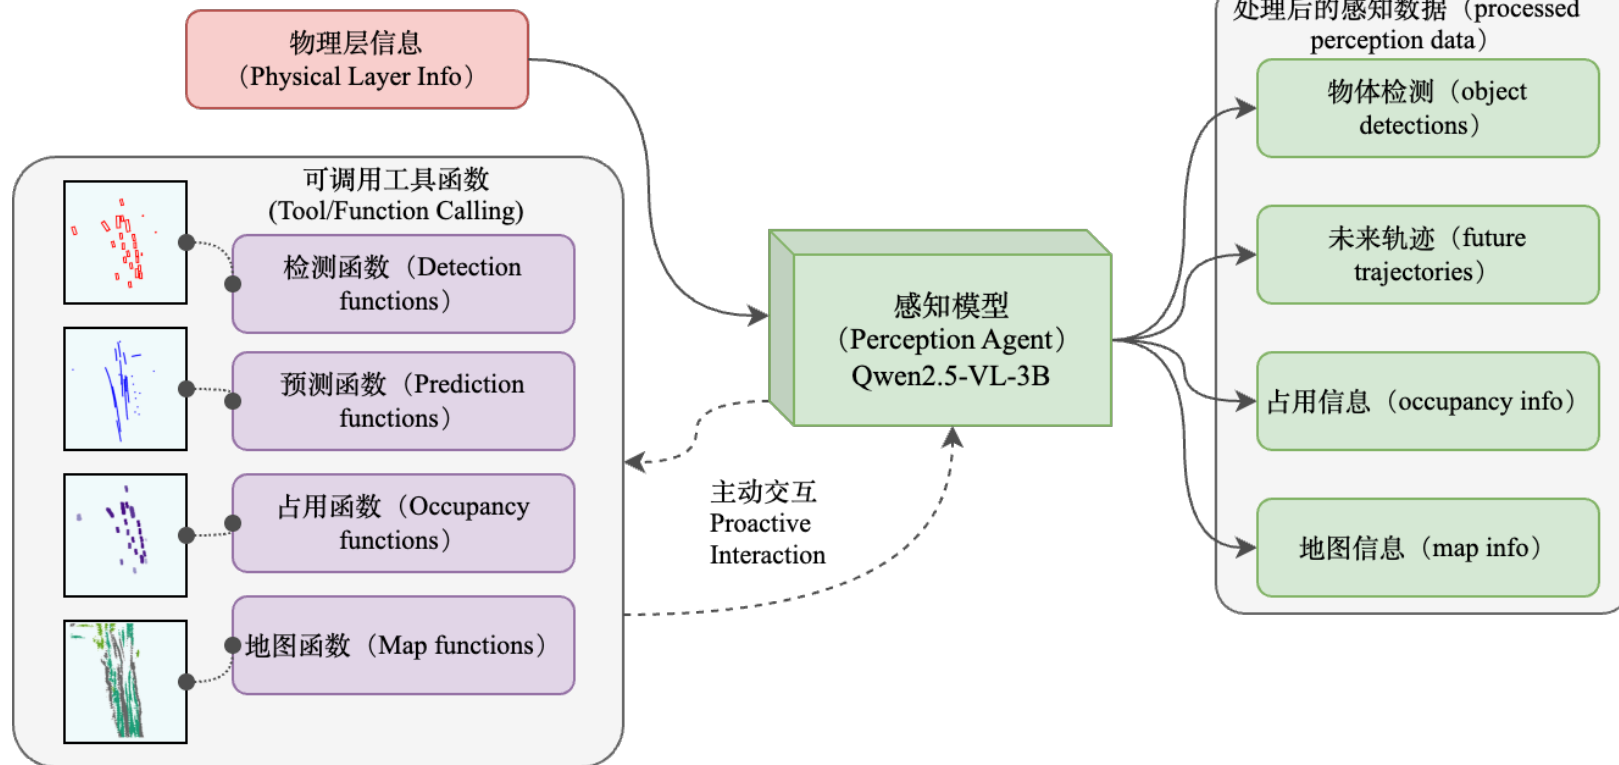 物理层信息
（Physical Layer Info）
可调用工具函数
(Tool/Function Calling)
检测函数（Detection
functions）
预测函数（Prediction
functions）
占用函数（Occupancy
functions）
地图函数（Map functions）
感知模型
（Perception Agent）
Qwen2.5-VL-3B
主动交互
Proactive
Interaction
处理后的感知数据（processed
perception data）
物体检测（object
detections）
未来轨迹（future
trajectories）
占用信息（occupancy info）
地图信息（map info）